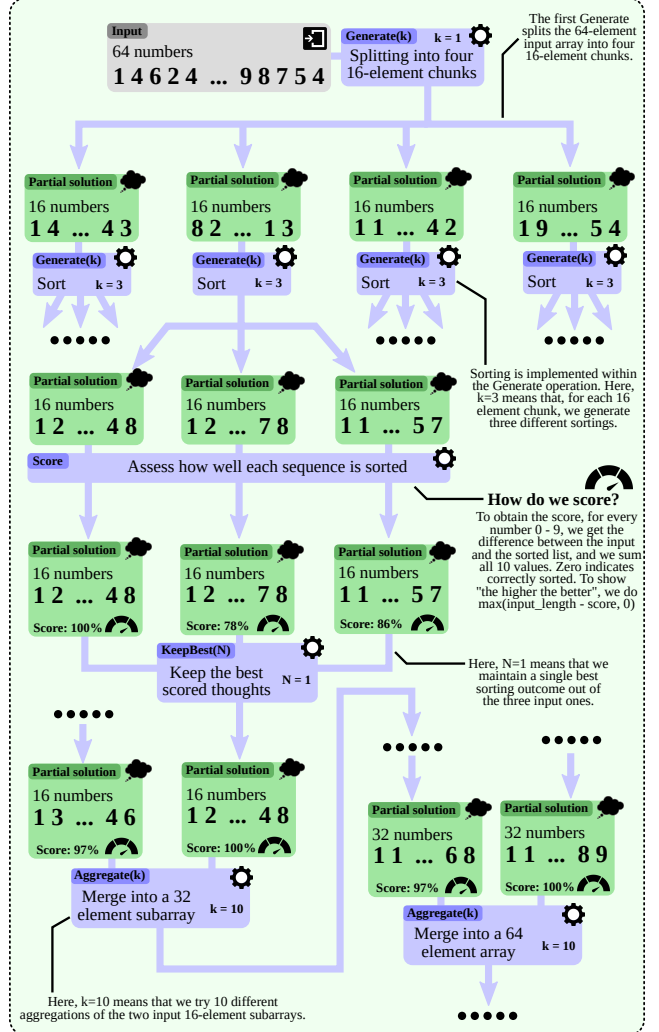 Input
64 numbers
1 4 6 2 4 ... 9 8 7 5 4
Generate(k) k = 1
Splitting into four
16-element chunks
The first Generate
splits the 64-element
input array into four
16-element chunks.
Partial solution
16 numbers
1 4 ... 4 3
Generate(k)
Sort k = 3
Partial solution
16 numbers
8 2 ... 1 3
Generate(k)
Sort k = 3
Partial solution
16 numbers
1 1 ... 4 2
Generate(k)
Sort k = 3
Partial solution
16 numbers
1 9 ... 5 4
Generate(k)
Sort k = 3
Sorting is implemented within
the Generate operation. Here,
k=3 means that, for each 16
element chunk, we generate
three different sortings.
Partial solution
16 numbers
1 2 ... 4 8
Partial solution
16 numbers
1 2 ... 7 8
Partial solution
16 numbers
1 1 ... 5 7
Score
Assess how well each sequence is sorted
How do we score?
To obtain the score, for every
number 0 - 9, we get the
difference between the input
and the sorted list, and we sum
all 10 values. Zero indicates
correctly sorted. To show
"the higher the better", we do
max(input_length - score, 0)
Partial solution
16 numbers
1 2 ... 4 8
Score: 100%
Partial solution
16 numbers
1 2 ... 7 8
Score: 78%
Partial solution
16 numbers
1 1 ... 5 7
Score: 86%
KeepBest(N)
Keep the best
scored thoughts
N = 1
Here, N=1 means that we
maintain a single best
sorting outcome out of
the three input ones.
Partial solution
16 numbers
1 3 ... 4 6
Score: 97%
Partial solution
16 numbers
1 2 ... 4 8
Score: 100%
Aggregate(k)
Merge into a 32
element subarray
k = 10
Here, k=10 means that we try 10 different
aggregations of the two input 16-element subarrays.
Partial solution
32 numbers
1 1 ... 6 8
Score: 97%
Partial solution
32 numbers
1 1 ... 8 9
Score: 100%
Aggregate(k)
Merge into a 64
element array
k = 10